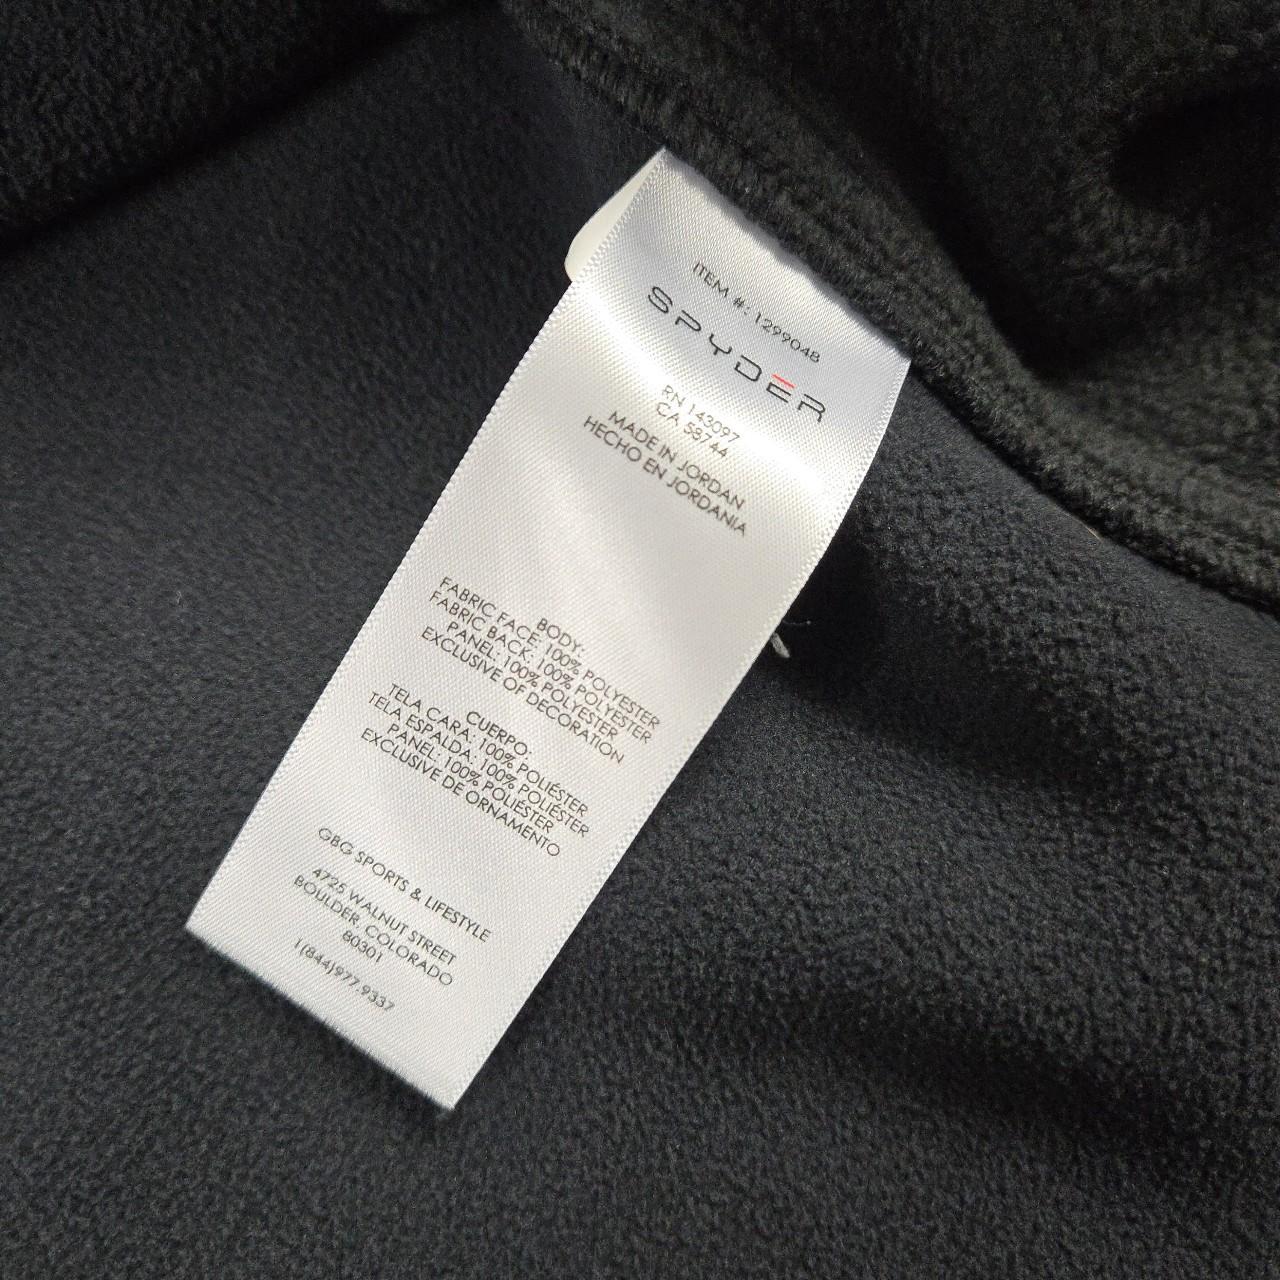 ITEM #: 1299048
SPYDER
RN 143097
CA 58744
MADE IN JORDAN
HECHO EN JORDANIA
BODY:
FABRIC FACE: 100% POLYESTER
FABRIC BACK: 100% POLYESTER
PANEL: 100% POLYESTER
EXCLUSIVE OF DECORATION
CUERPO:
TELA CARA: 100% POLIÉSTER
TELA ESPALDA: 100% POLIÉSTER
PANEL: 100% POLIÉSTER
EXCLUSIVE DE ORNAMENTO
GBG SPORTS & LIFESTYLE
4725 WALNUT STREET
BOULDER, COLORADO
80301
1(844)977.9337